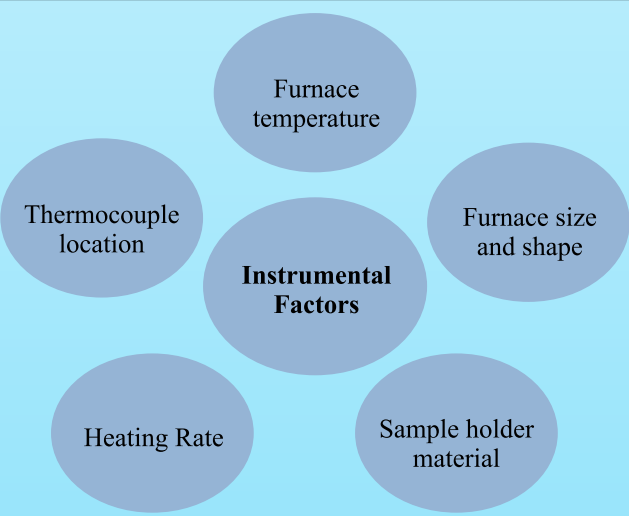 Furnace
temperature
Thermocouple
location
Furnace size
and shape
Instrumental
Factors
Heating Rate
Sample holder
material